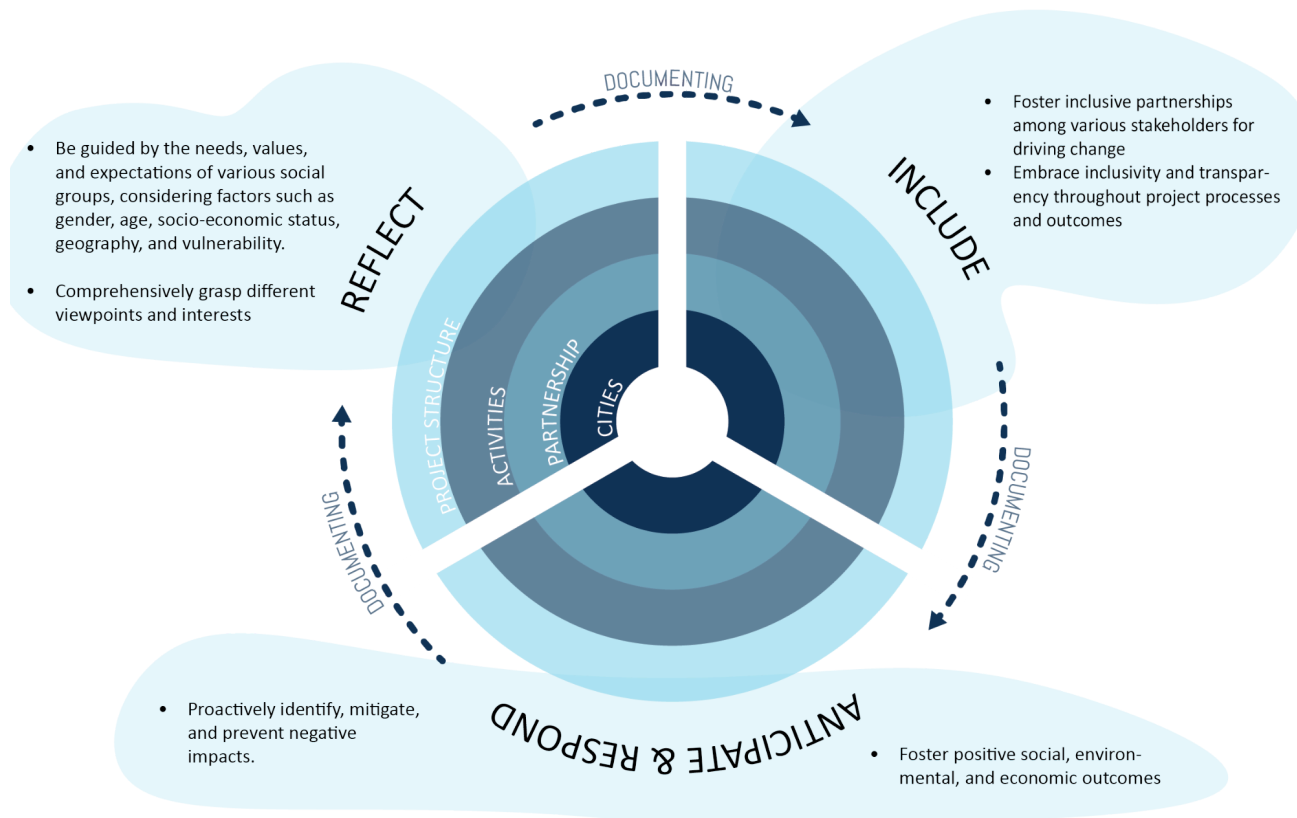 DOCUMENTING
• Foster inclusive partnerships
among various stakeholders for
driving change
• Embrace inclusivity and transpar-
ency throughout project processes
and outcomes
• Be guided by the needs, values,
and expectations of various social
groups, considering factors such as
gender, age, socio-economic status,
geography, and vulnerability.
• Comprehensively grasp different
viewpoints and interests
REFLECT
INCLUDE
PROJECT STRUCTURE
ACTIVITIES
PARTNERSHIP
CITIES
DOCUMENTING
DOCUMENTING
ANTICIPATE & RESPOND
• Proactively identify, mitigate,
and prevent negative
impacts.
• Foster positive social, environ-
mental, and economic outcomes